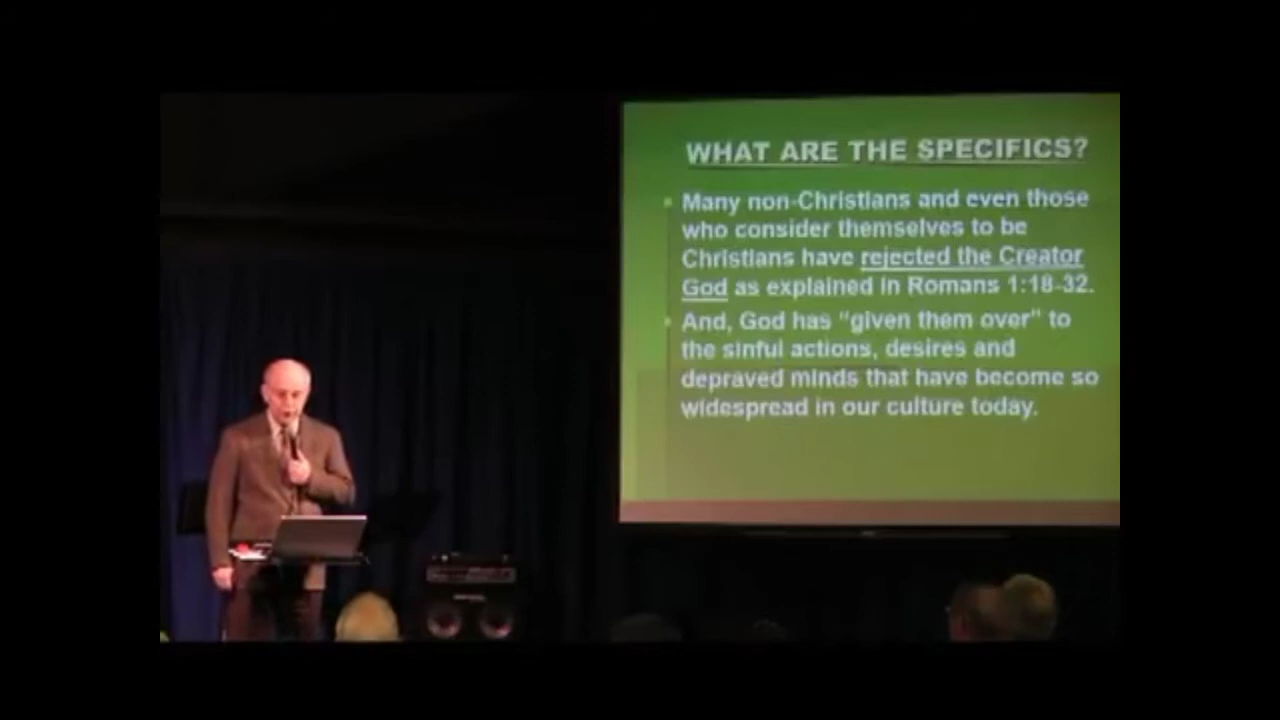 WHAT ARE THE SPECIFICS?
Many non-Christians and even those
who consider themselves to be
Christians have rejected the Creator
God as explained in Romans 1:18-32.
And, God has "given them over" to
the sinful actions, desires and
depraved minds that have become so
widespread in our culture today.